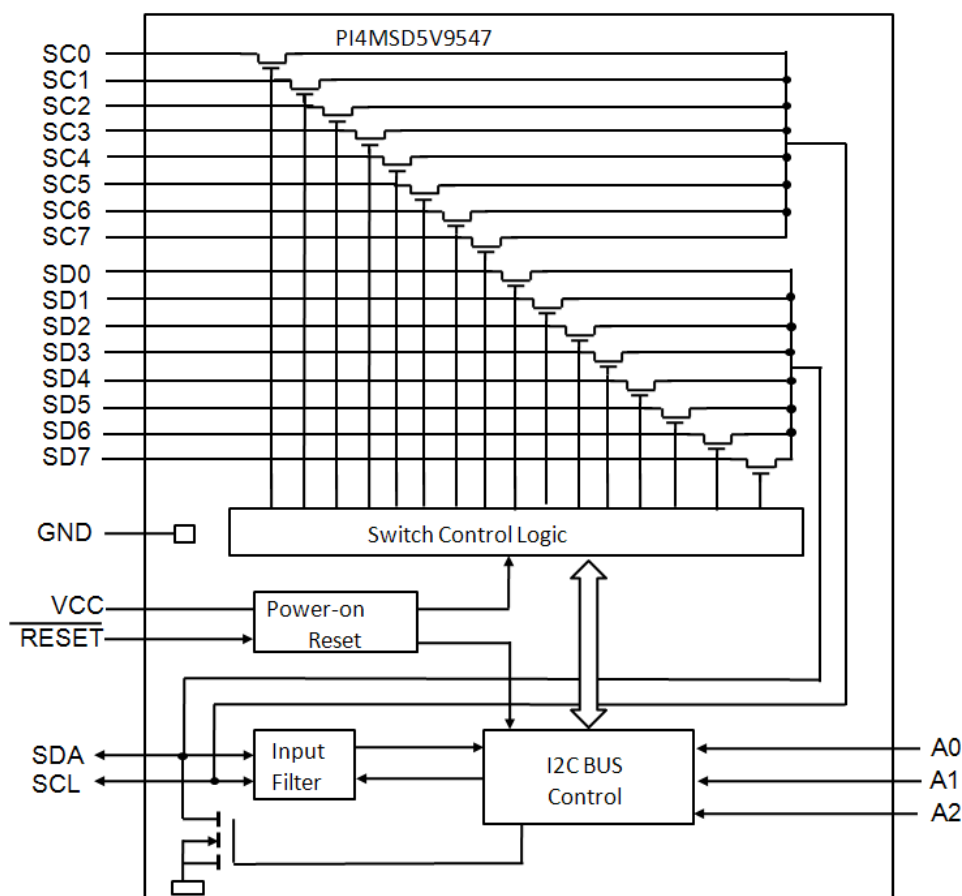 PI4MSD5V9547
SC0
SC1
SC2
SC3
SC4
SC5
SC6
SC7
SD0
SD1
SD2
SD3
SD4
SD5
SD6
SD7
GND
Switch Control Logic
VCC
RESET
Power-on
Reset
SDA
SCL
Input
Filter
I2C BUS
Control
A0
A1
A2